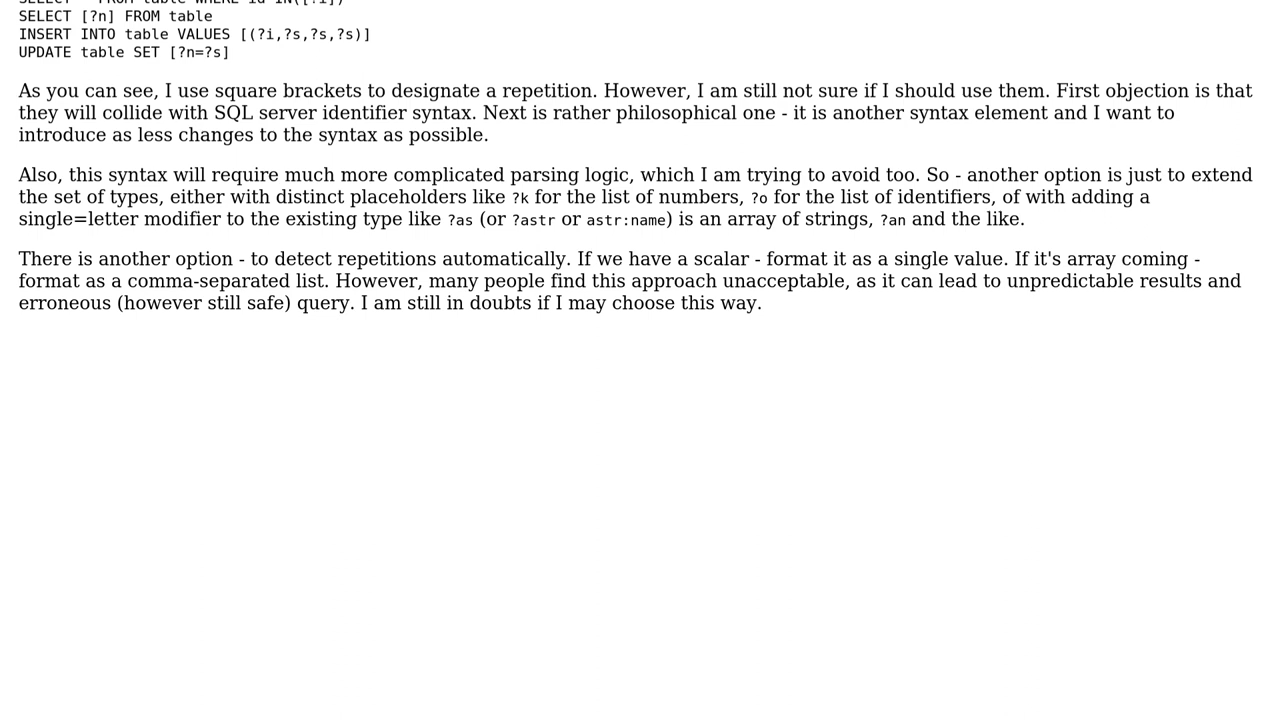 SELECT * FROM table WHERE id IN([?i])
SELECT [?n] FROM table
INSERT INTO table VALUES [(?i,?s,?s,?s)]
UPDATE table SET [?n=?s]
As you can see, I use square brackets to designate a repetition. However, I am still not sure if I should use them. First objection is that
they will collide with SQL server identifier syntax. Next is rather philosophical one - it is another syntax element and I want to
introduce as less changes to the syntax as possible.
Also, this syntax will require much more complicated parsing logic, which I am trying to avoid too. So - another option is just to extend
the set of types, either with distinct placeholders like ?k for the list of numbers, ?o for the list of identifiers, of with adding a
single=letter modifier to the existing type like ?as (or ?astr or astr:name) is an array of strings, ?an and the like.
There is another option - to detect repetitions automatically. If we have a scalar - format it as a single value. If it's array coming -
format as a comma-separated list. However, many people find this approach unacceptable, as it can lead to unpredictable results and
erroneous (however still safe) query. I am still in doubts if I may choose this way.